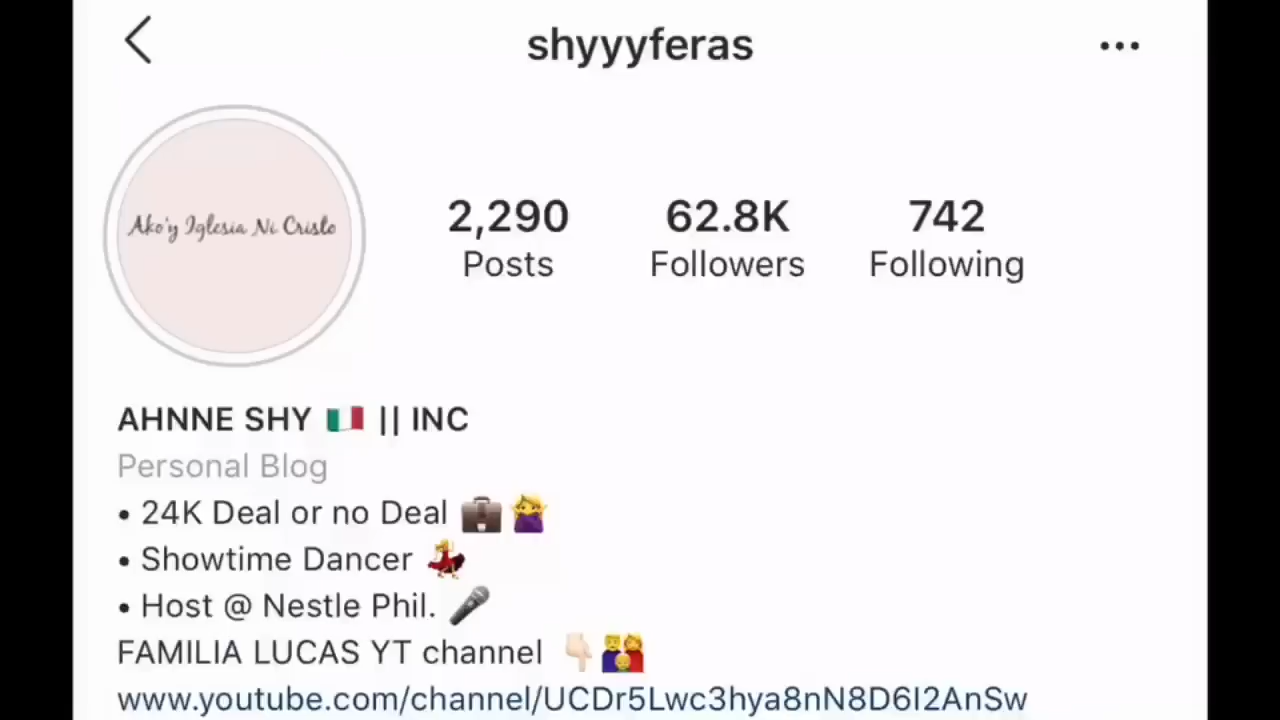 shyyyferas
Ako'y Iglesia Ni Cristo
2,290 62.8K 742
Posts Followers Following
AHNNE SHY 🇮🇹 || INC
Personal Blog
• 24K Deal or no Deal 💼🤷‍♀️
• Showtime Dancer 💃
• Host @ Nestle Phil. 🎤
FAMILIA LUCAS YT channel 👇🏻👨‍👩‍👦
www.youtube.com/channel/UCDr5Lwc3hya8nN8D6I2AnSw